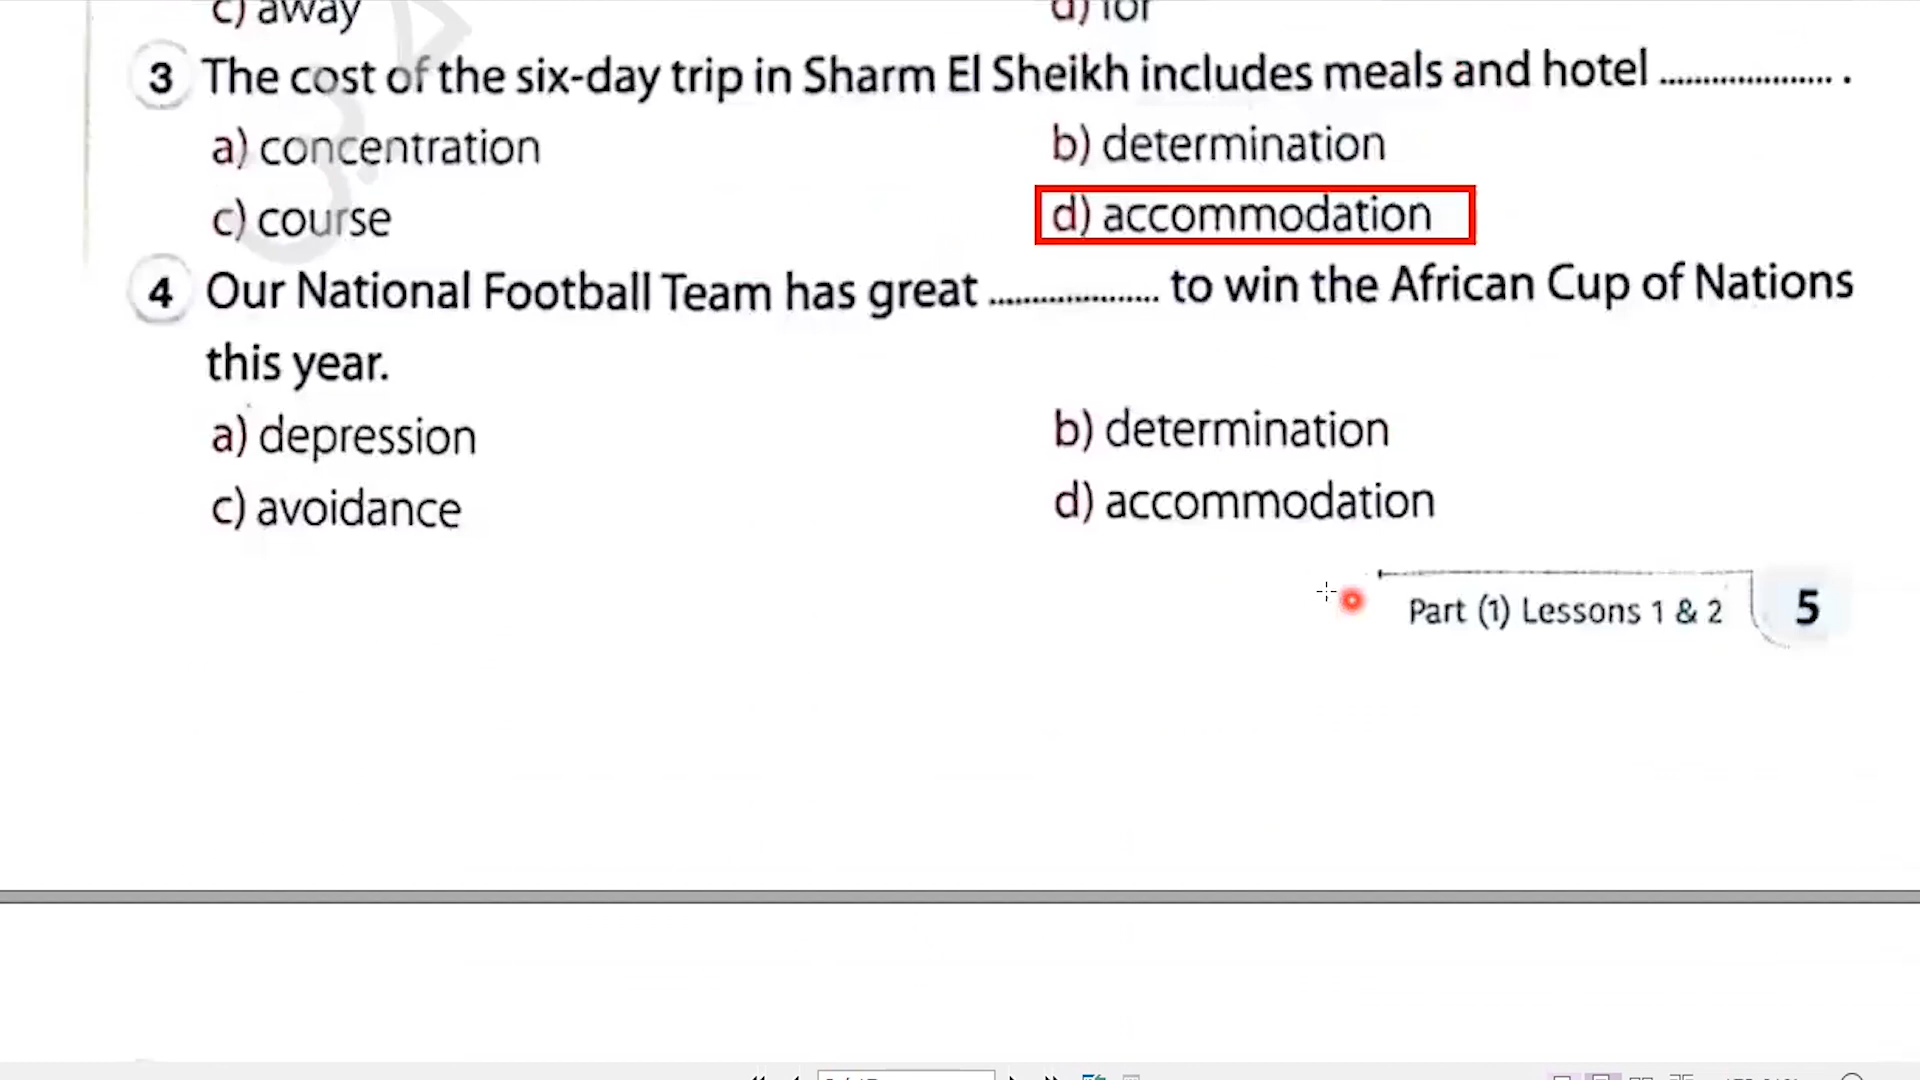 c) away d) for
3 The cost of the six-day trip in Sharm El Sheikh includes meals and hotel .................... .
a) concentration b) determination
c) course d) accommodation
4 Our National Football Team has great .................... to win the African Cup of Nations
this year.
a) depression b) determination
c) avoidance d) accommodation
Part (1) Lessons 1 & 2 5